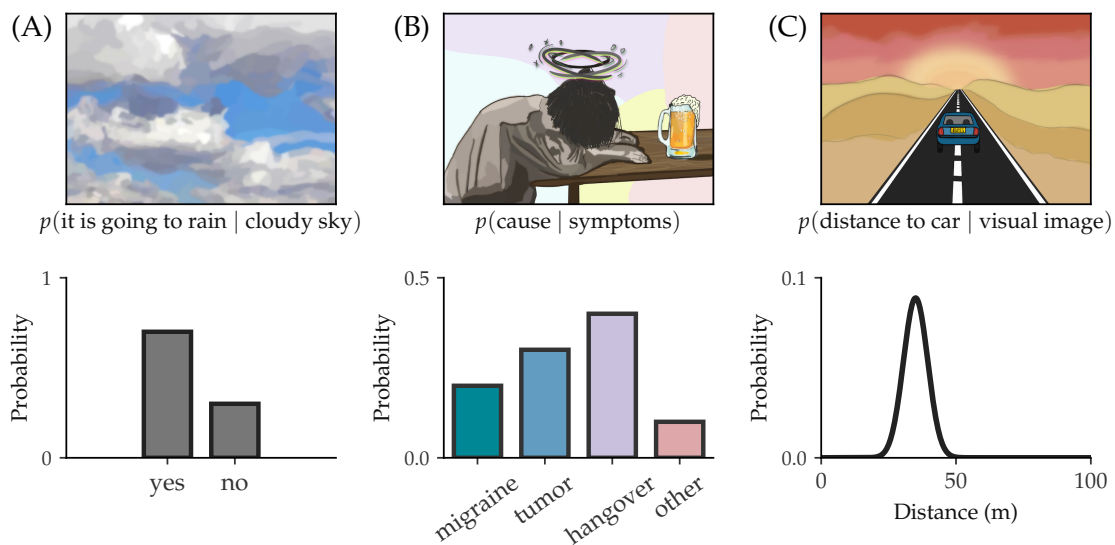 (A)
(B)
(C)
p(it is going to rain | cloudy sky)
p(cause | symptoms)
p(distance to car | visual image)
1
0
Probability
yes
no
0.5
0.0
Probability
migraine
tumor
hangover
other
0.1
0.0
Probability
0
50
100
Distance (m)